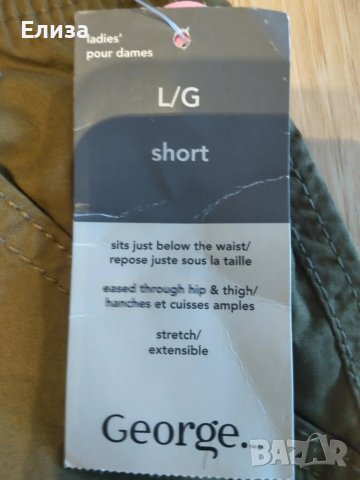 Елиза
ladies'
pour dames
L/G
short
sits just below the waist/
repose juste sous la taille
eased through hip & thigh/
hanches et cuisses amples
stretch/
extensible
George.
BAZAR